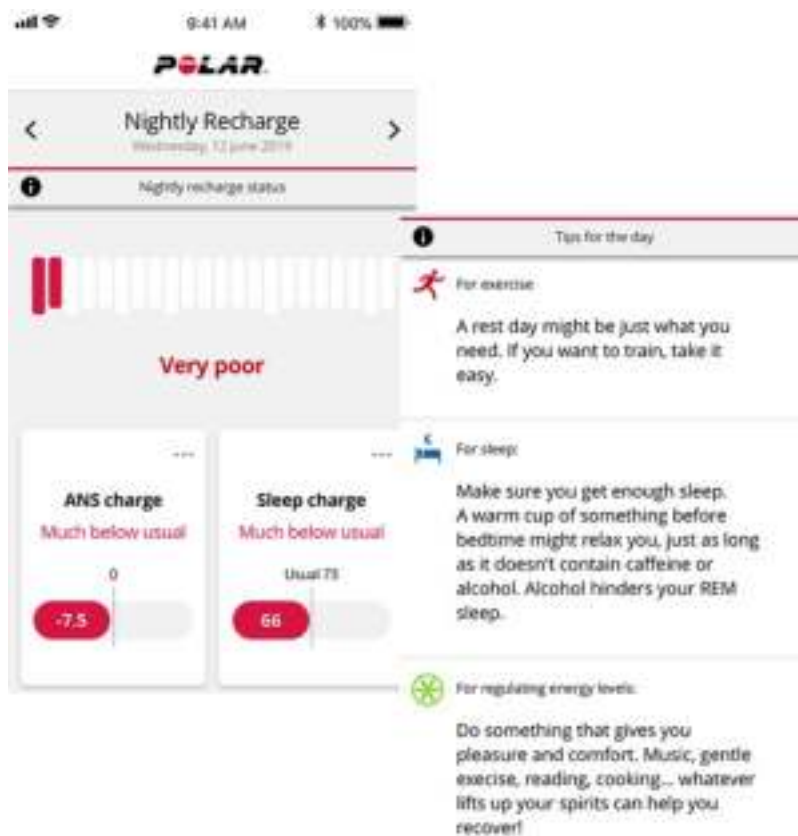 9:41 AM
100%
POLAR
Nightly Recharge
Wednesday, 12 June 2019
Nightly recharge status
Very poor
ANS charge
Much below usual
0
-7.5
Sleep charge
Much below usual
Usual 73
66
Tips for the day
For exercise
A rest day might be just what you
need. If you want to train, take it
easy.
For sleep:
Make sure you get enough sleep.
A warm cup of something before
bedtime might relax you, just as long
as it doesn't contain caffeine or
alcohol. Alcohol hinders your REM
sleep.
For regulating energy levels:
Do something that gives you
pleasure and comfort. Music, gentle
execise, reading, cooking... whatever
lifts up your spirits can help you
recover!